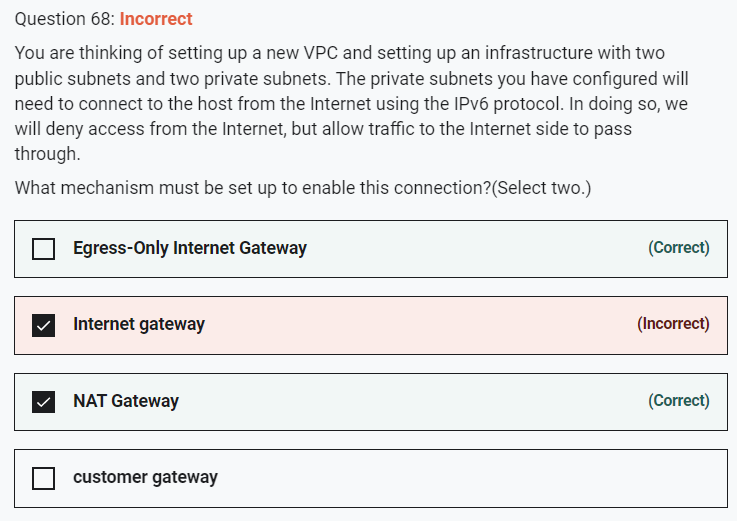 Question 68: Incorrect
You are thinking of setting up a new VPC and setting up an infrastructure with two
public subnets and two private subnets. The private subnets you have configured will
need to connect to the host from the Internet using the IPv6 protocol. In doing so, we
will deny access from the Internet, but allow traffic to the Internet side to pass
through.
What mechanism must be set up to enable this connection?(Select two.)
Egress-Only Internet Gateway (Correct)
Internet gateway (Incorrect)
NAT Gateway (Correct)
customer gateway